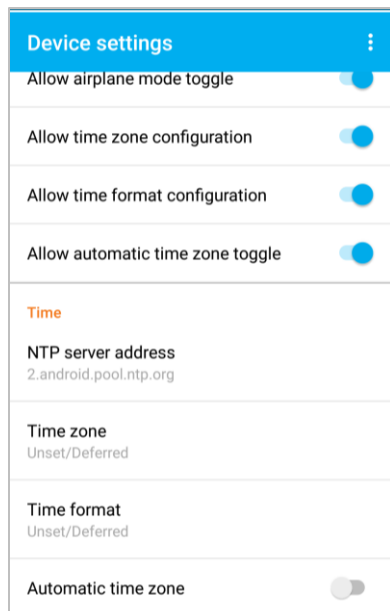 Device settings
Allow airplane mode toggle
Allow time zone configuration
Allow time format configuration
Allow automatic time zone toggle
Time
NTP server address
2.android.pool.ntp.org
Time zone
Unset/Deferred
Time format
Unset/Deferred
Automatic time zone